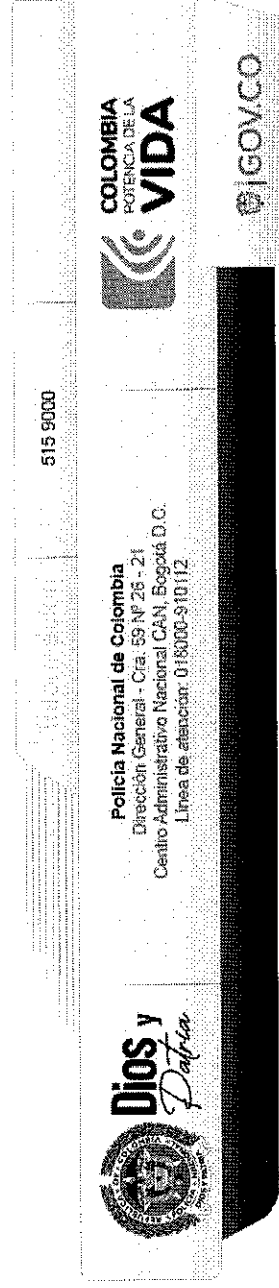 515 9000
Dios y
Patria
Policía Nacional de Colombia
Dirección General - Cra. 59 Nº 26 - 21
Centro Administrativo Nacional CAN, Bogotá D.C.
Línea de atención: 018000-910112
COLOMBIA
POTENCIA DE LA
VIDA
GOV.CO